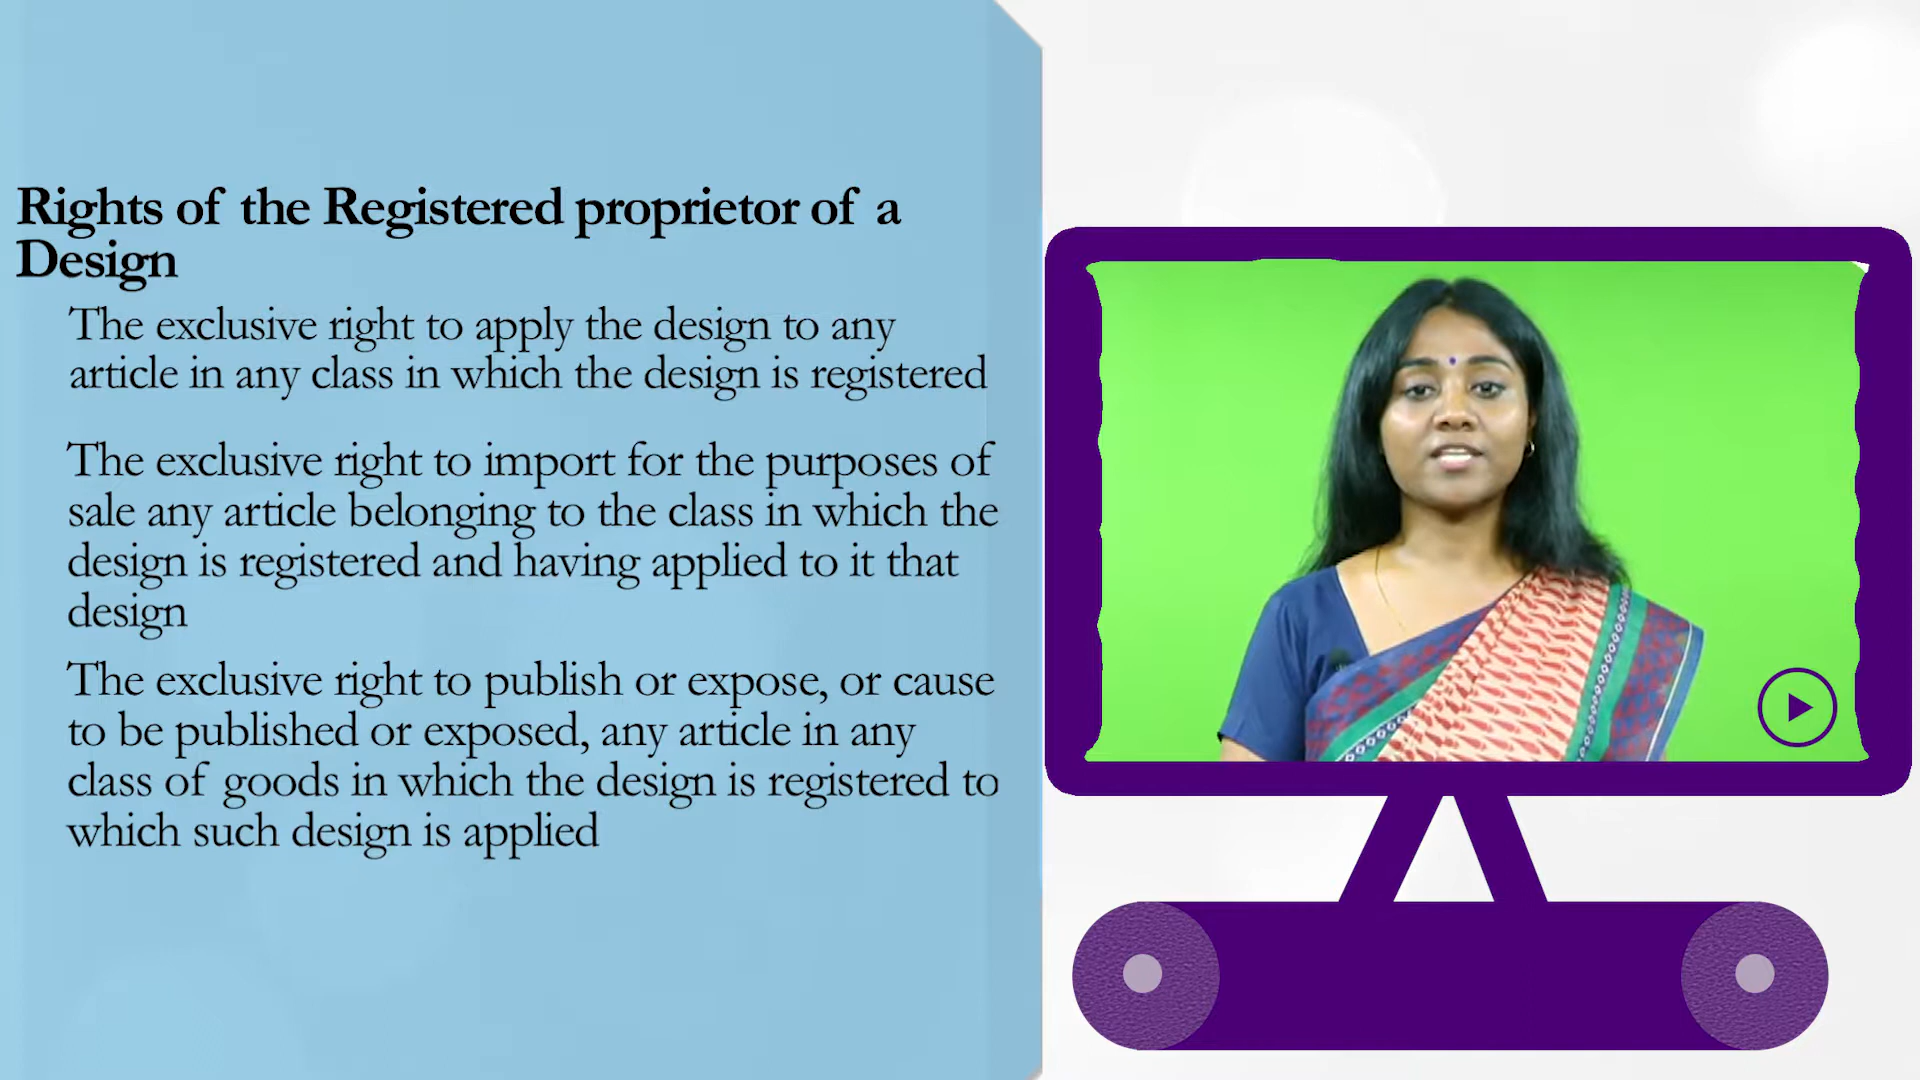 Rights of the Registered proprietor of a
Design
The exclusive right to apply the design to any
article in any class in which the design is registered
The exclusive right to import for the purposes of
sale any article belonging to the class in which the
design is registered and having applied to it that
design
The exclusive right to publish or expose, or cause
to be published or exposed, any article in any
class of goods in which the design is registered to
which such design is applied